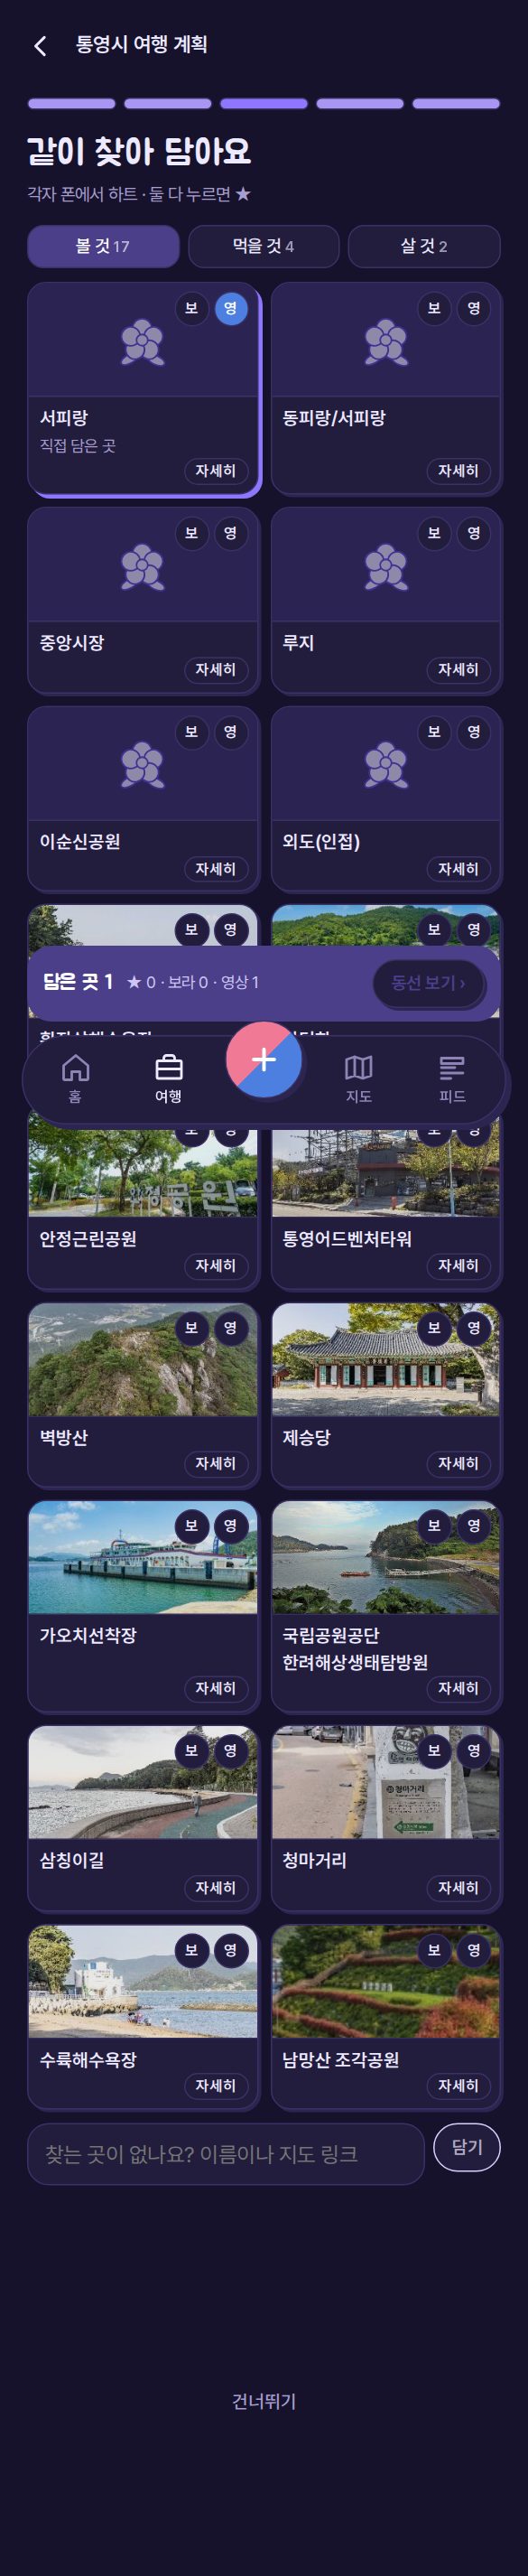 통영시 여행 계획
같이 찾아 담아요
각자 폰에서 하트 · 둘 다 누르면 ★
볼 것 17
먹을 것 4
살 것 2
보 영
서피랑
직접 담은 곳
자세히
보 영
동피랑/서피랑
자세히
보 영
중앙시장
자세히
보 영
루지
자세히
보 영
이순신공원
자세히
보 영
외도(인접)
자세히
보 영
보 영
담은 곳 1
★ 0 · 보라 0 · 영상 1
동선 보기 ›
홈
여행
+
지도
피드
공원
안정근린공원
자세히
통영어드벤처타워
자세히
보 영
벽방산
자세히
보 영
제승당
자세히
보 영
가오치선착장
자세히
보 영
국립공원공단
한려해상생태탐방원
자세히
보 영
삼칭이길
자세히
보 영
청마거리
청마거리
자세히
보 영
수륙해수욕장
자세히
보 영
남망산 조각공원
자세히
찾는 곳이 없나요? 이름이나 지도 링크
담기
건너뛰기